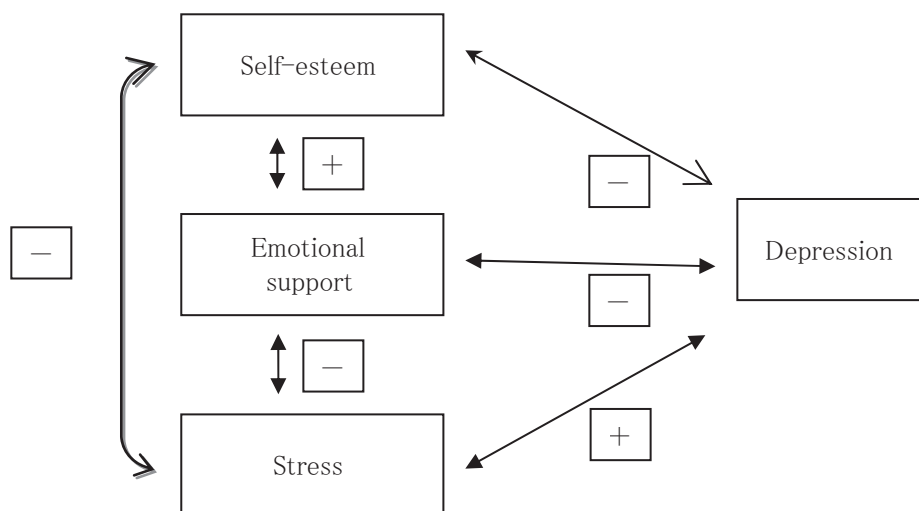 Self-esteem
+
−
−
Emotional
support
Depression
−
−
+
Stress